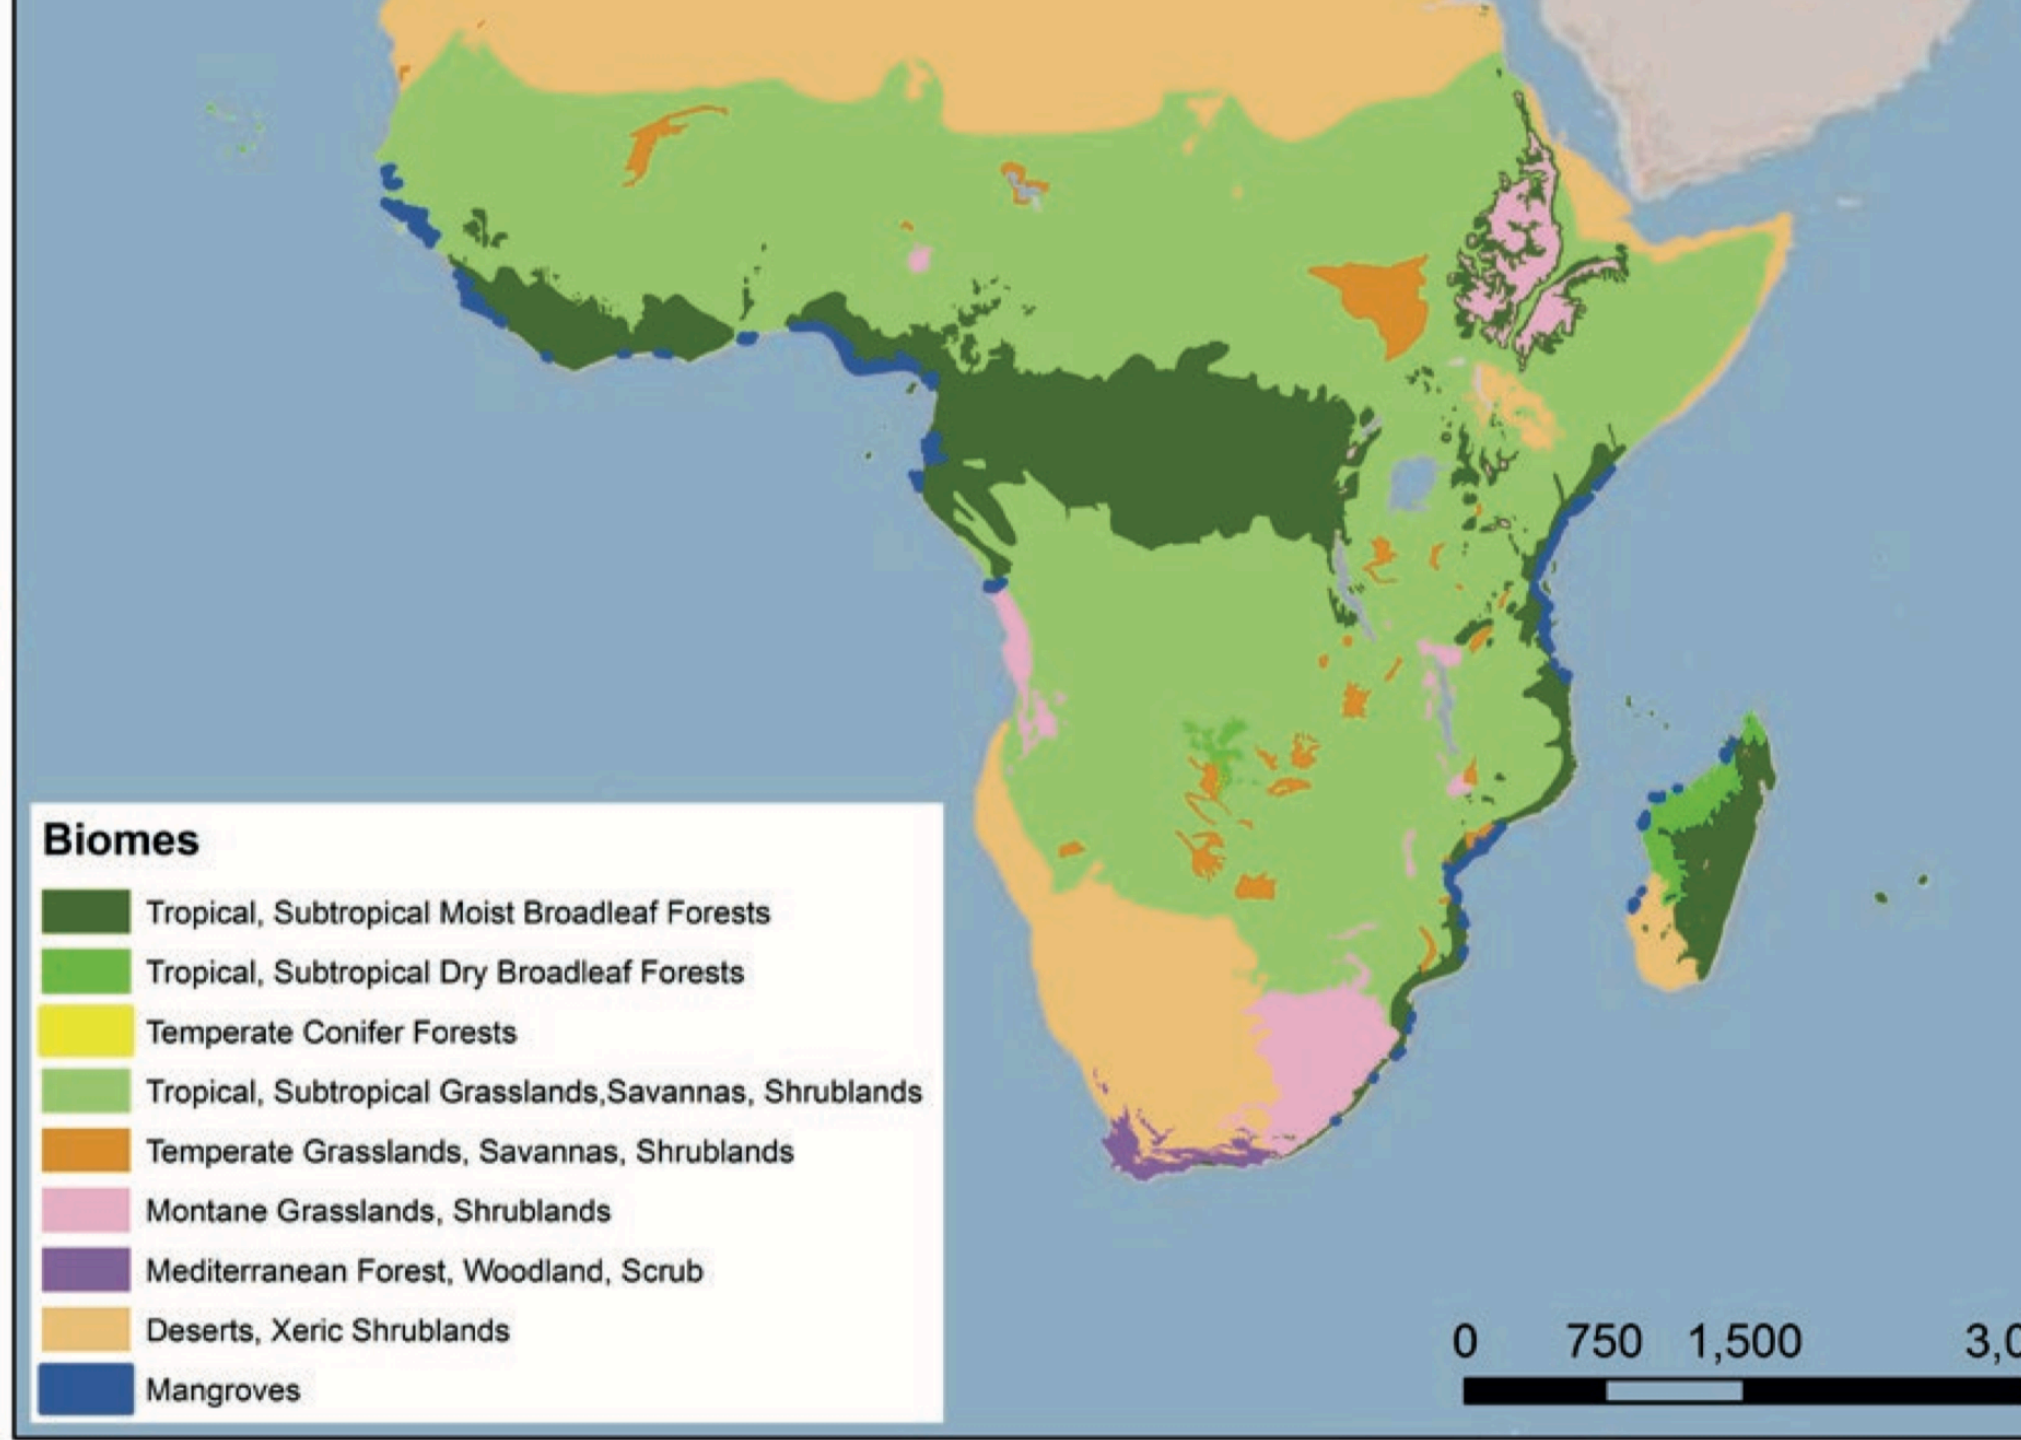 Biomes
Tropical, Subtropical Moist Broadleaf Forests
Tropical, Subtropical Dry Broadleaf Forests
Temperate Conifer Forests
Tropical, Subtropical Grasslands,Savannas, Shrublands
Temperate Grasslands, Savannas, Shrublands
Montane Grasslands, Shrublands
Mediterranean Forest, Woodland, Scrub
Deserts, Xeric Shrublands
Mangroves
0 750 1,500 3,0